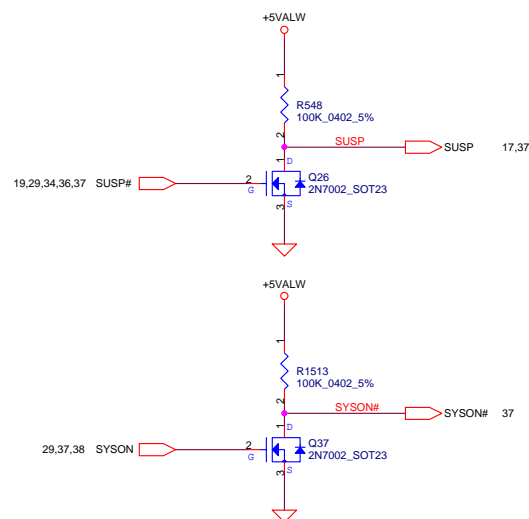 +5VALW
1
R548
100K_0402_5%
2
SUSP
SUSP 17,37
1
D
19,29,34,36,37 SUSP#
2
G
Q26
2N7002_SOT23
3
S
+5VALW
1
R1513
100K_0402_5%
2
SYSON#
SYSON# 37
1
D
29,37,38 SYSON
2
G
Q37
2N7002_SOT23
3
S